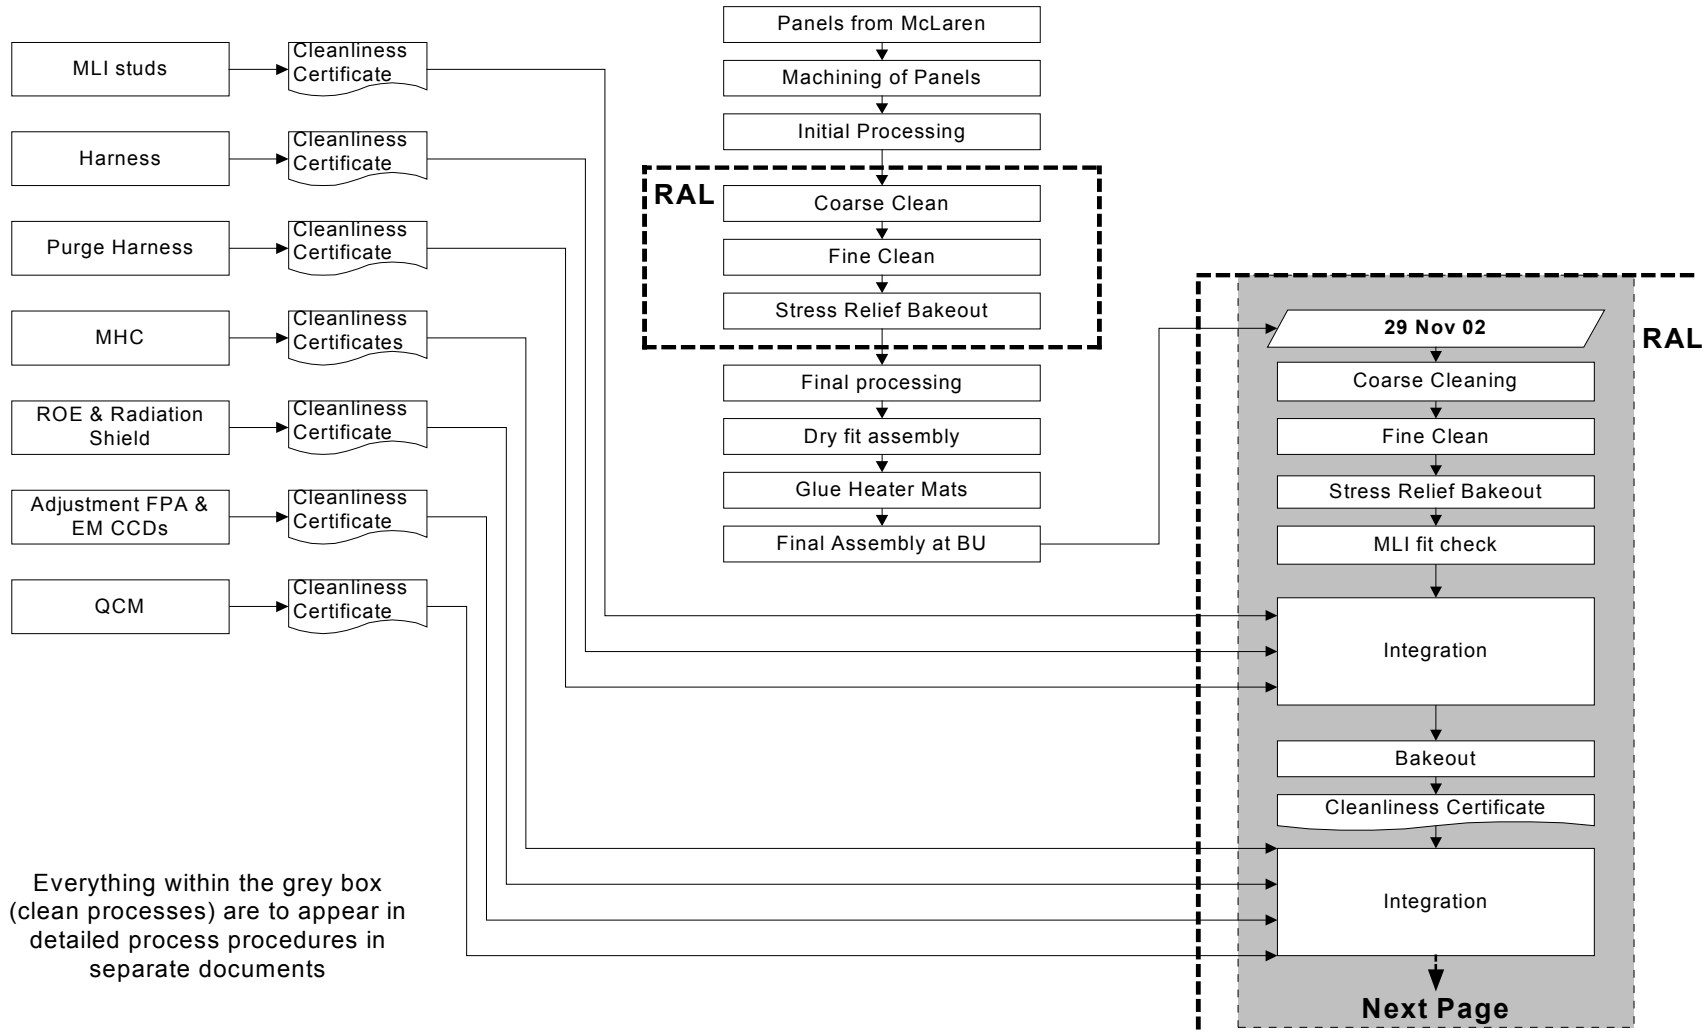 MLI studs
Cleanliness
Certificate
Harness
Cleanliness
Certificate
Purge Harness
Cleanliness
Certificate
MHC
Cleanliness
Certificates
ROE & Radiation
Shield
Cleanliness
Certificate
Adjustment FPA &
EM CCDs
Cleanliness
Certificate
QCM
Cleanliness
Certificate
Everything within the grey box
(clean processes) are to appear in
detailed process procedures in
separate documents
Panels from McLaren
Machining of Panels
Initial Processing
RAL
Coarse Clean
Fine Clean
Stress Relief Bakeout
Final processing
Dry fit assembly
Glue Heater Mats
Final Assembly at BU
RAL
29 Nov 02
Coarse Cleaning
Fine Clean
Stress Relief Bakeout
MLI fit check
Integration
Bakeout
Cleanliness Certificate
Integration
Next Page